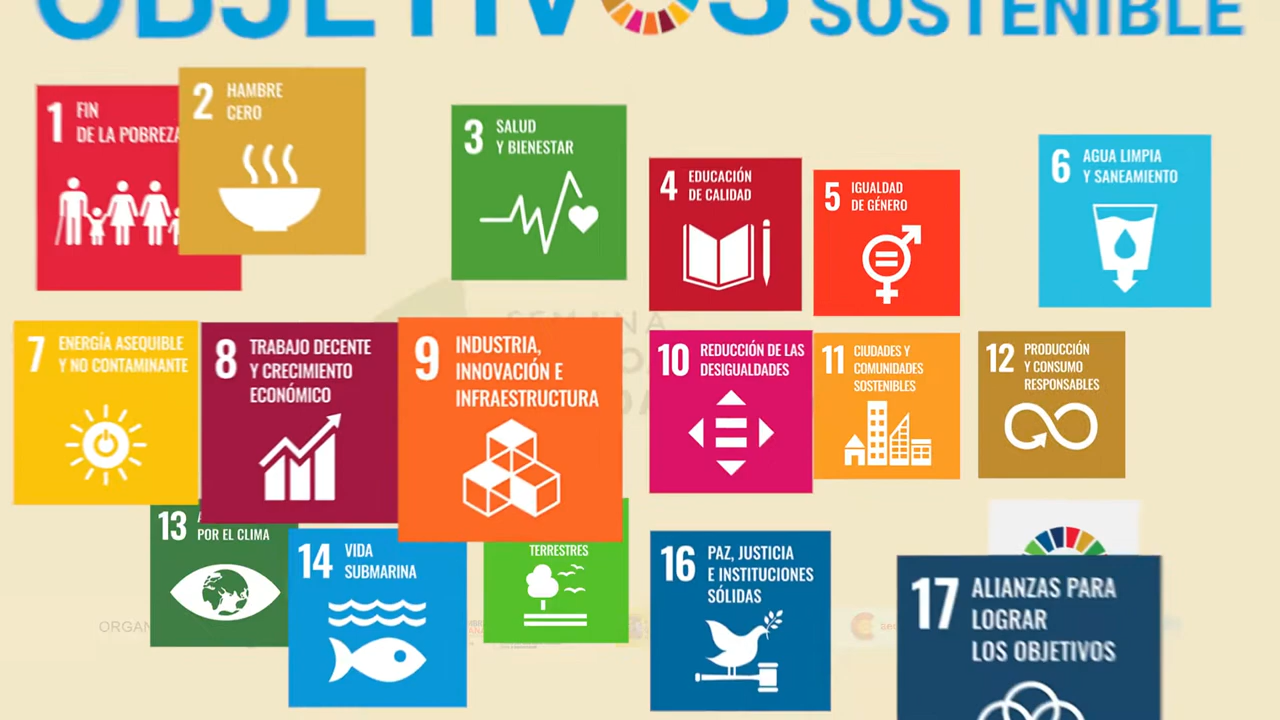 OBJETIVOS
SOSTENIBLE
1 FIN
DE LA POBREZA
2 HAMBRE
CERO
3 SALUD
Y BIENESTAR
4 EDUCACIÓN
DE CALIDAD
5 IGUALDAD
DE GÉNERO
6 AGUA LIMPIA
Y SANEAMIENTO
7 ENERGÍA ASEQUIBLE
Y NO CONTAMINANTE
8 TRABAJO DECENTE
Y CRECIMIENTO
ECONÓMICO
9 INDUSTRIA,
INNOVACIÓN E
INFRAESTRUCTURA
10 REDUCCIÓN DE LAS
DESIGUALDADES
11 CIUDADES Y
COMUNIDADES
SOSTENIBLES
12 PRODUCCIÓN
Y CONSUMO
RESPONSABLES
13
POR EL CLIMA
14 VIDA
SUBMARINA
TERRESTRES
16 PAZ, JUSTICIA
E INSTITUCIONES
SÓLIDAS
17 ALIANZAS PARA
LOGRAR
LOS OBJETIVOS
SEMANA